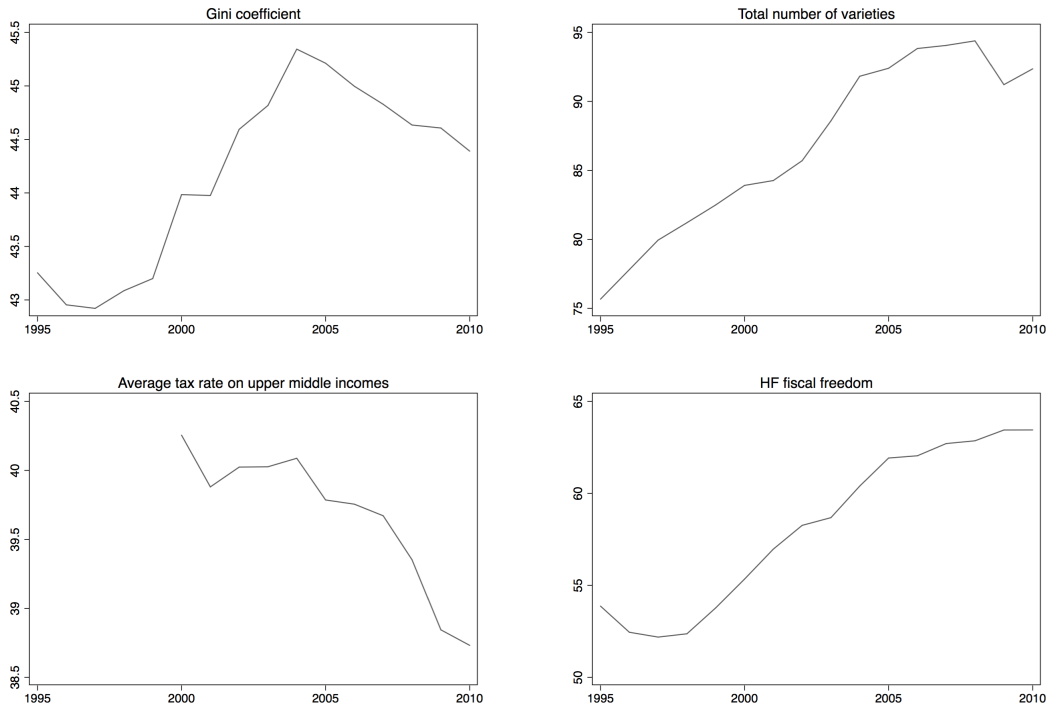 Gini coefficient
45.5
45
44.5
44
43.5
43
1995 2000 2005 2010
Total number of varieties
95
90
85
80
75
1995 2000 2005 2010
Average tax rate on upper middle incomes
40.5
40
39.5
39
38.5
1995 2000 2005 2010
HF fiscal freedom
65
60
55
50
1995 2000 2005 2010